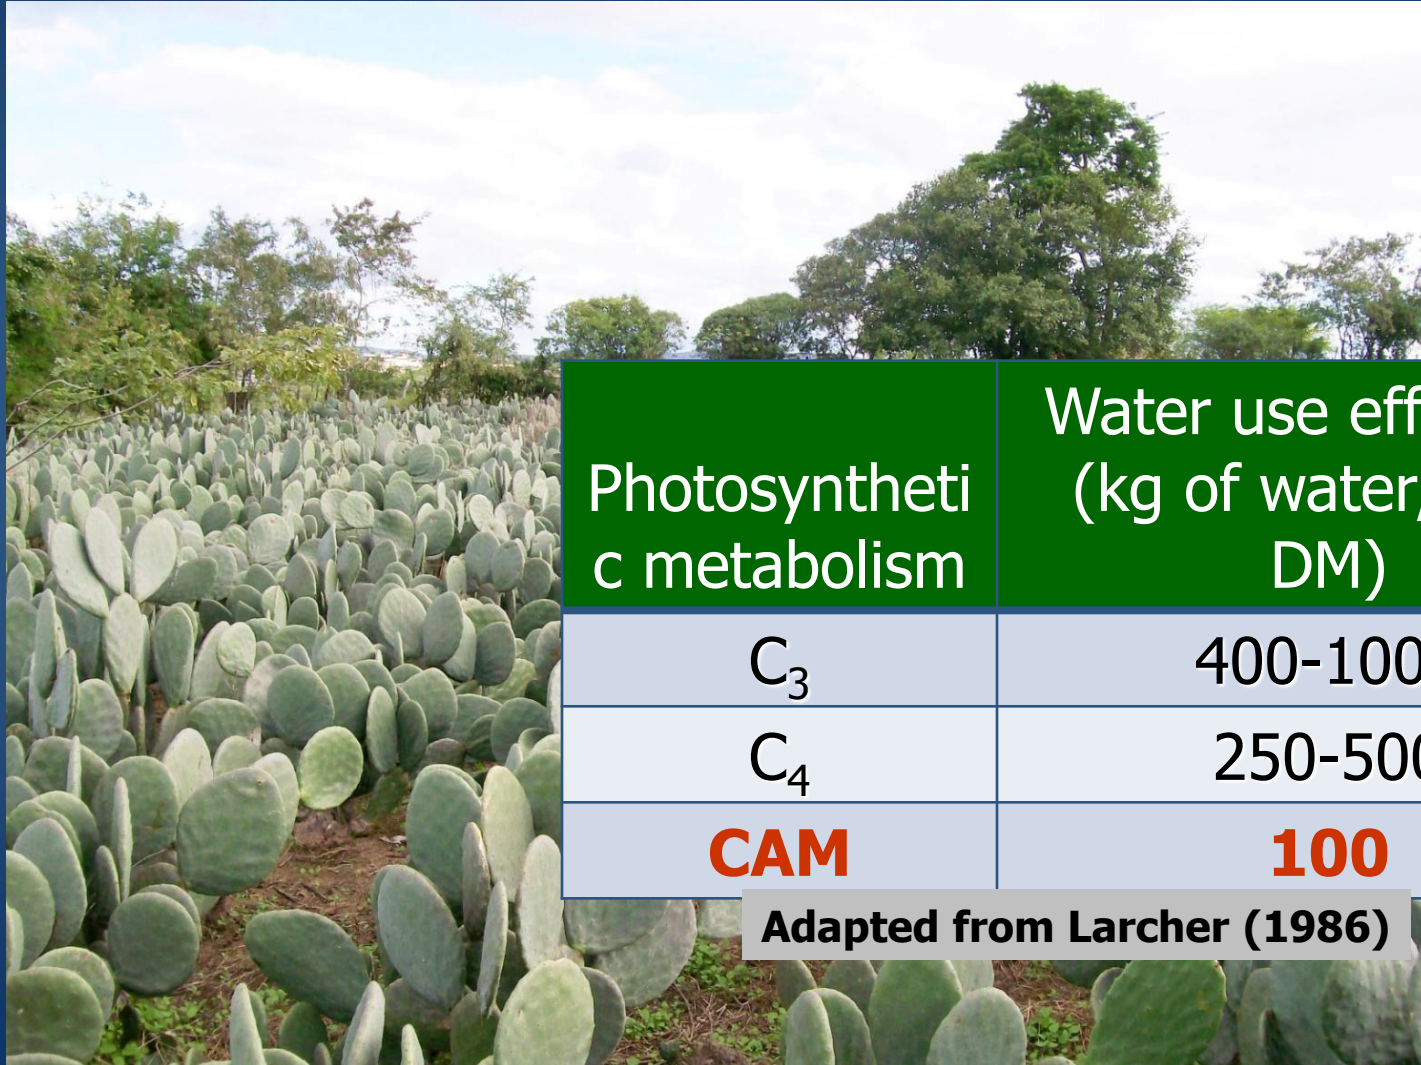 Photosyntheti
c metabolism
Water use eff
(kg of water,
DM)
C₃
400-100
C₄
250-500
CAM
100
Adapted from Larcher (1986)